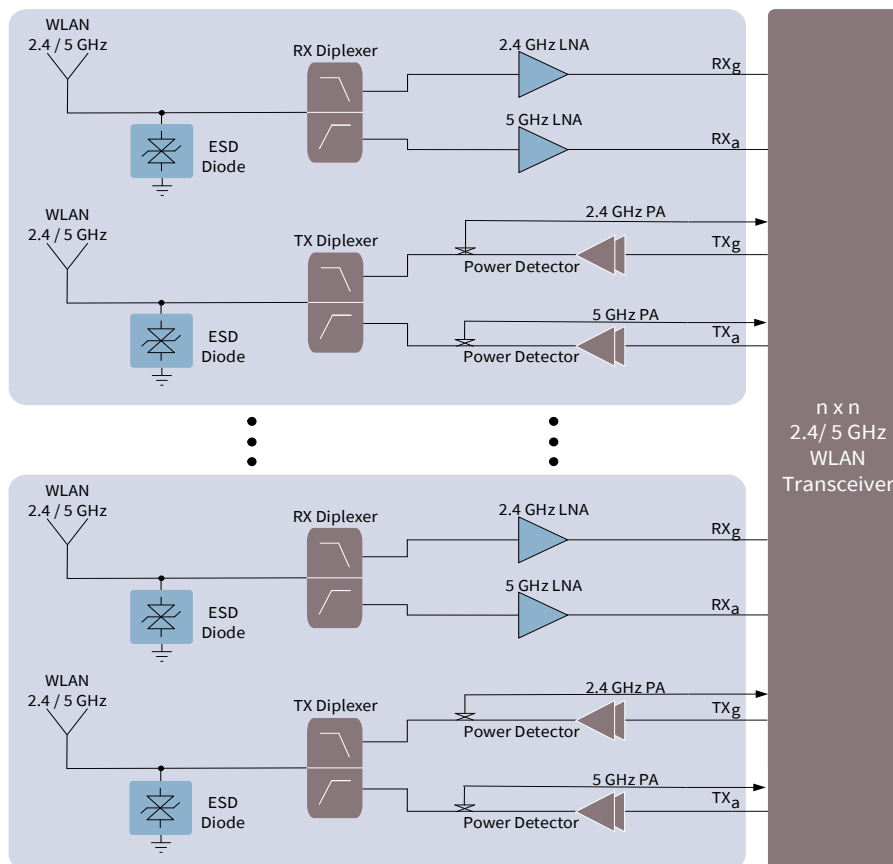 WLAN
2.4 / 5 GHz
RX Diplexer
2.4 GHz LNA
RXg
5 GHz LNA
RXa
ESD
Diode
WLAN
2.4 / 5 GHz
TX Diplexer
2.4 GHz PA
TXg
Power Detector
5 GHz PA
TXa
Power Detector
ESD
Diode
n x n
2.4/ 5 GHz
WLAN
Transceiver
WLAN
2.4 / 5 GHz
RX Diplexer
2.4 GHz LNA
RXg
5 GHz LNA
RXa
ESD
Diode
WLAN
2.4 / 5 GHz
TX Diplexer
2.4 GHz PA
TXg
Power Detector
5 GHz PA
TXa
Power Detector
ESD
Diode